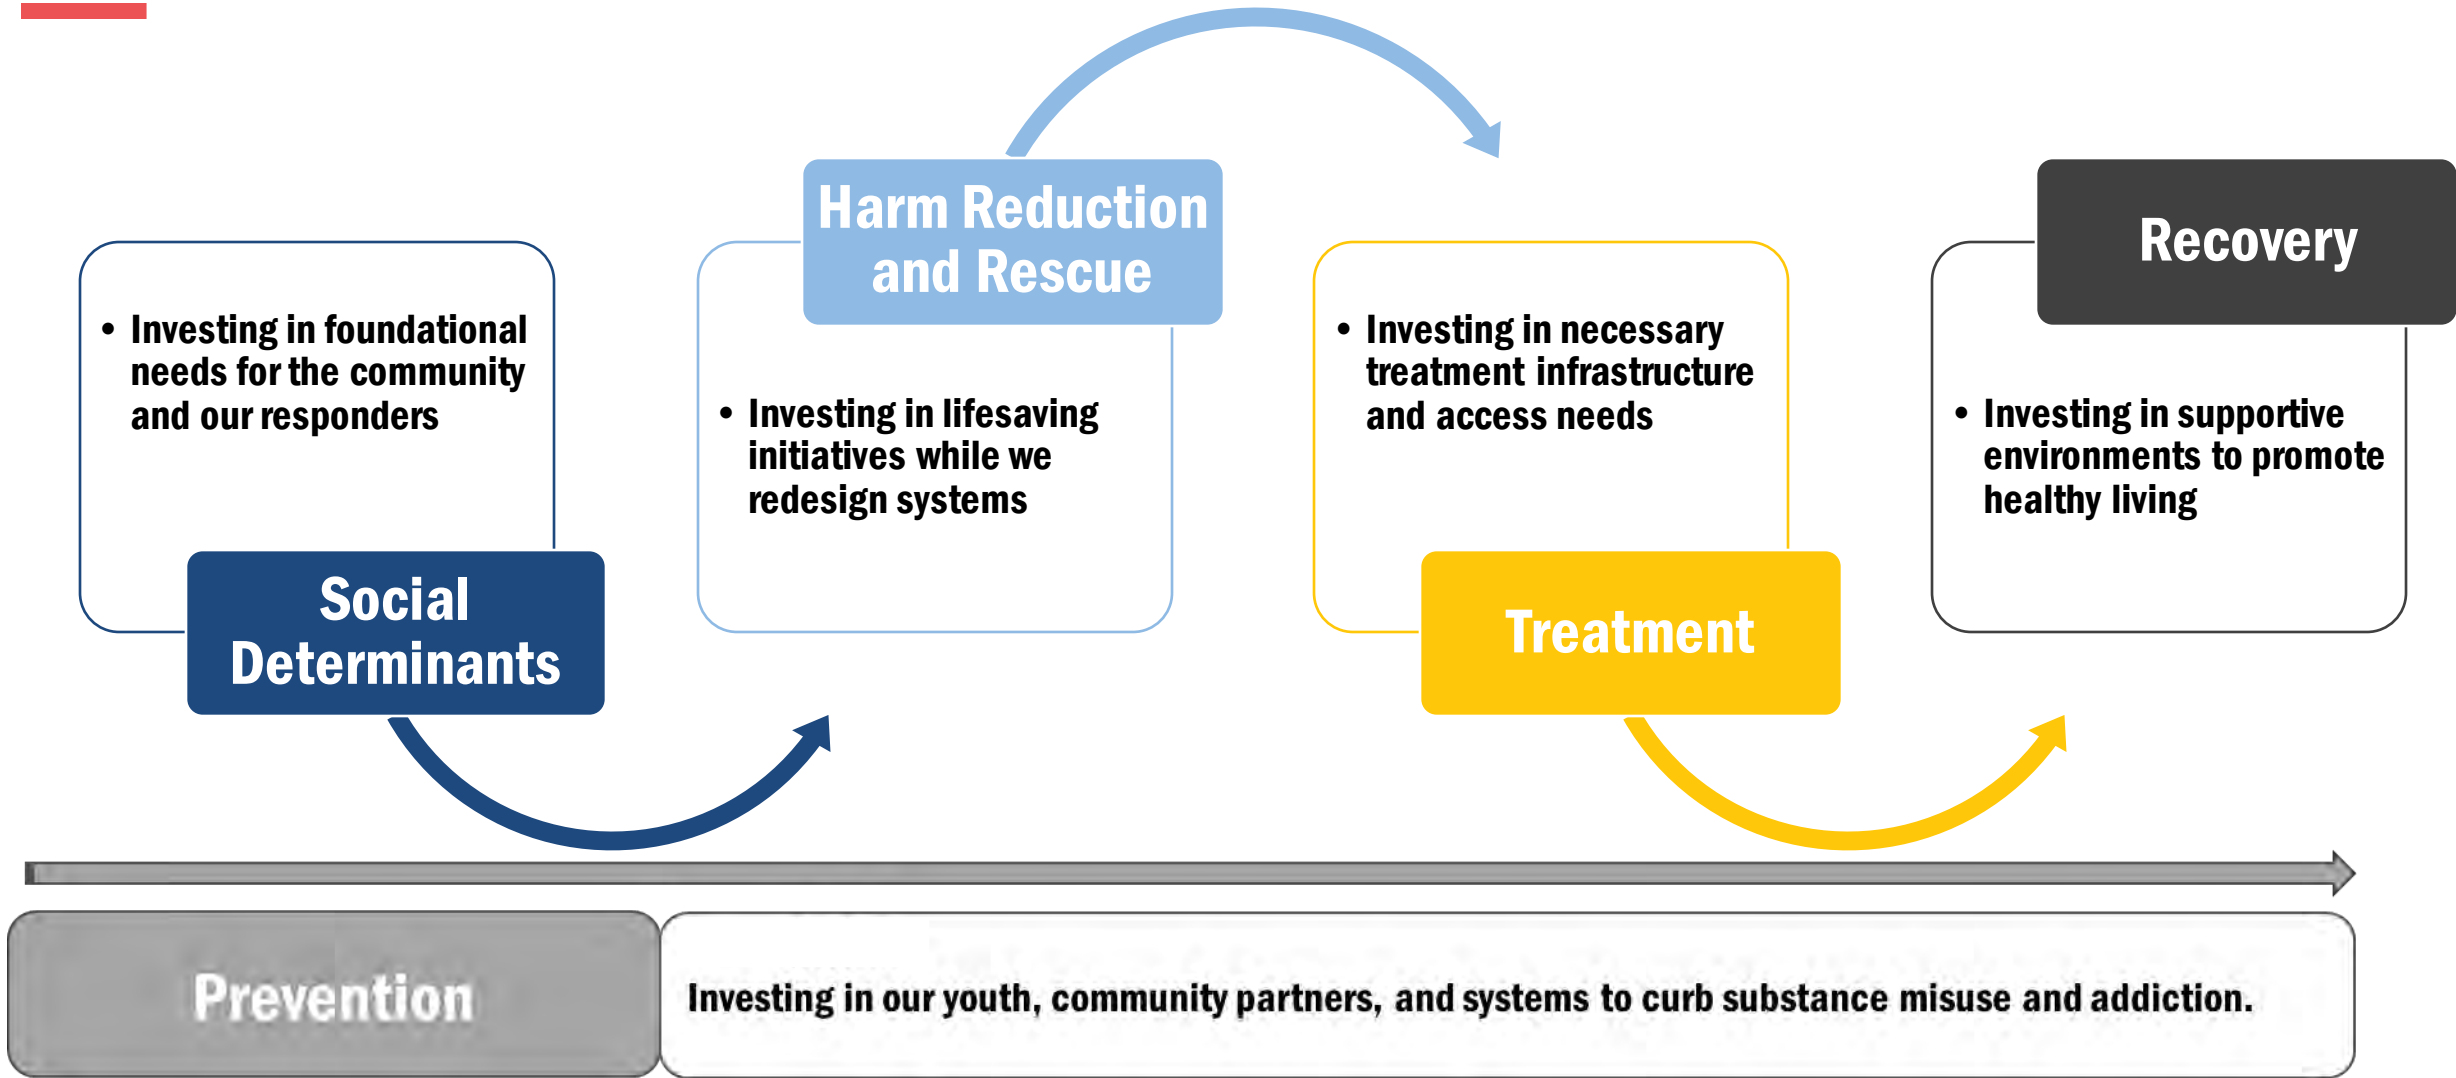 • Investing in foundational
needs for the community
and our responders
Social
Determinants
Harm Reduction
and Rescue
• Investing in lifesaving
initiatives while we
redesign systems
• Investing in necessary
treatment infrastructure
and access needs
Treatment
Recovery
• Investing in supportive
environments to promote
healthy living
Prevention
Investing in our youth, community partners, and systems to curb substance misuse and addiction.